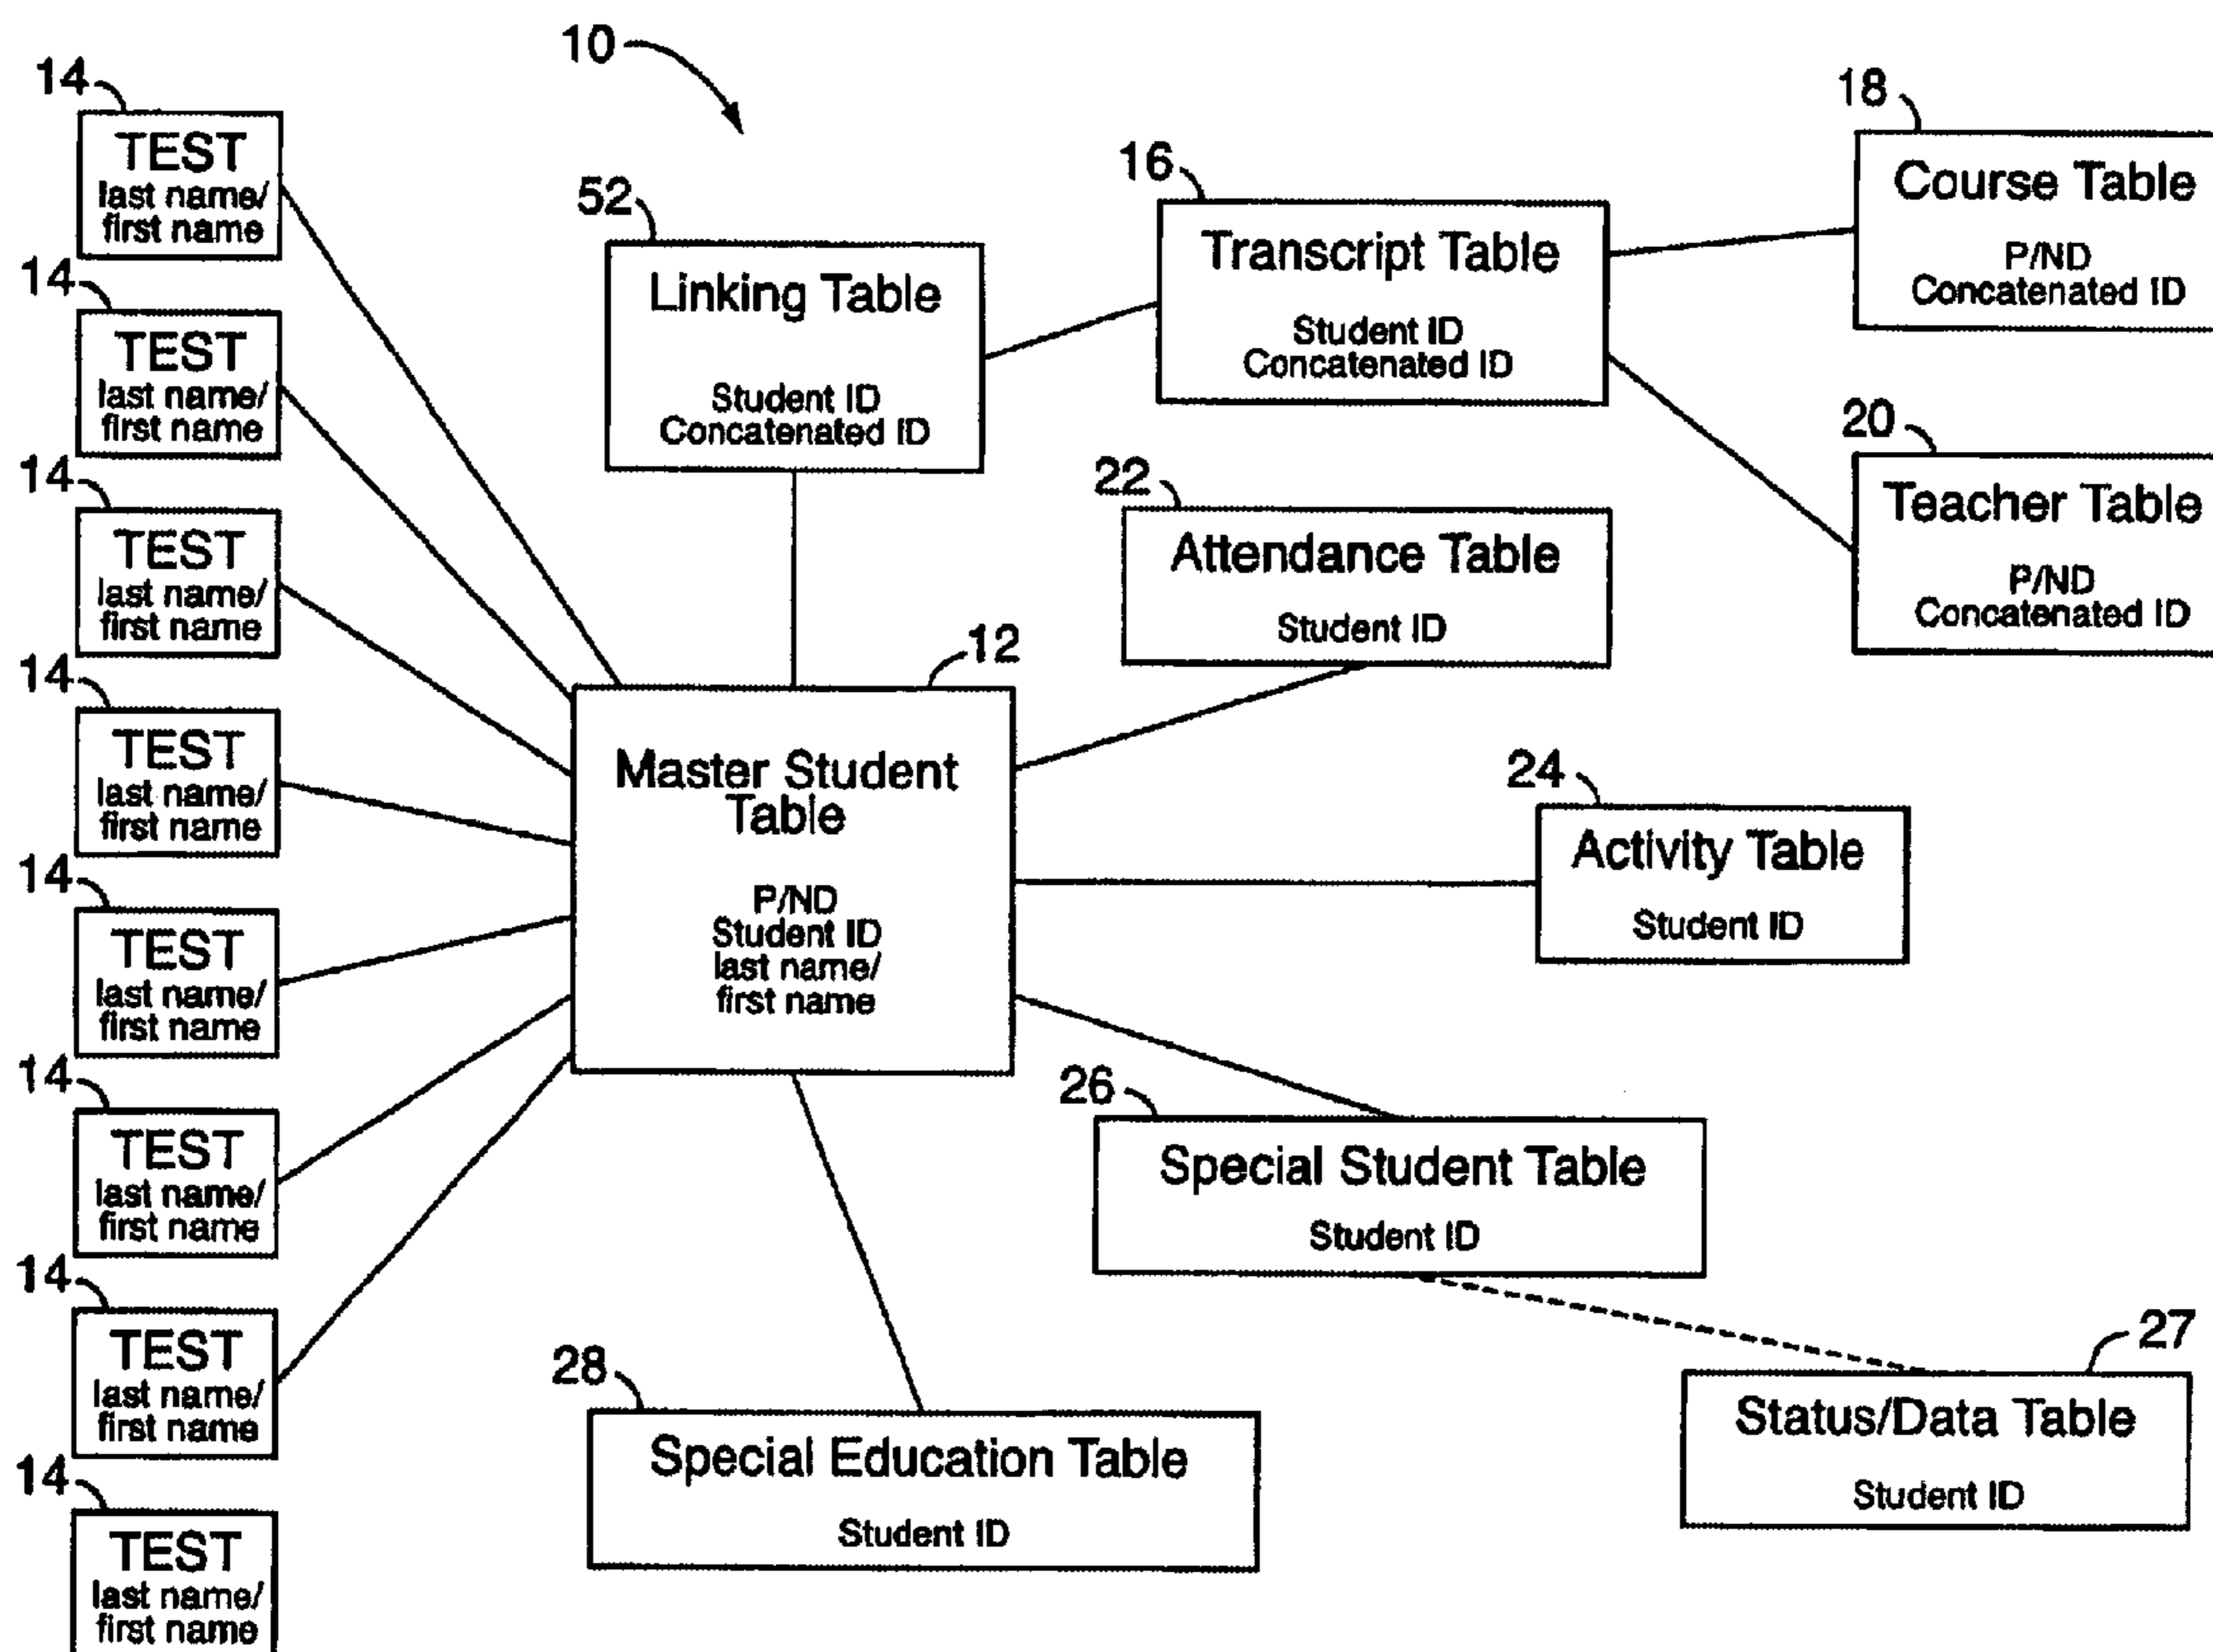 10
14
TEST
last name/
first name
14
TEST
last name/
first name
14
TEST
last name/
first name
14
TEST
last name/
first name
14
TEST
last name/
first name
14
TEST
last name/
first name
14
TEST
last name/
first name
14
TEST
last name/
first name
52
Linking Table
Student ID
Concatenated ID
16
Transcript Table
Student ID
Concatenated ID
18
Course Table
P/ND
Concatenated ID
20
Teacher Table
P/ND
Concatenated ID
22
Attendance Table
Student ID
12
Master Student
Table
P/ND
Student ID
last name/
first name
24
Activity Table
Student ID
26
Special Student Table
Student ID
27
Status/Data Table
Student ID
28
Special Education Table
Student ID